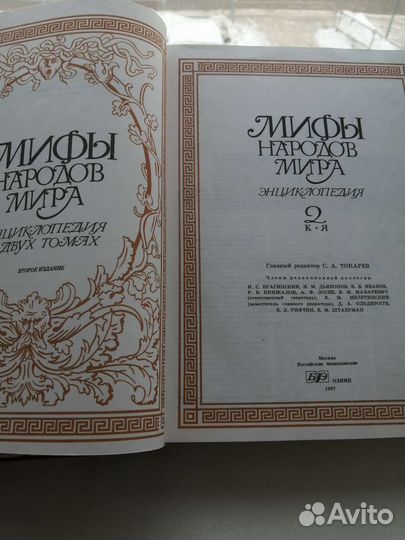 МИФЫ
НАРОДОВ
МИРА
ЭНЦИКЛОПЕДИЯ
ДВУХ ТОМАХ
ВТОРОЕ ИЗДАНИЕ
МИФЫ
НАРОДОВ
МИРА
ЭНЦИКЛОПЕДИЯ
2
К • Я
Главный редактор С. А. ТОКАРЕВ
Члены редакционной коллегии
И. С. БРАГИНСКИЙ, И. М. ДЬЯКОНОВ, В. В. ИВАНОВ,
Р. В. КИНЖАЛОВ, А. Ф. ЛОСЕВ, В. М. МАКАРЕВИЧ
(ответственный секретарь), Е. М. МЕЛЕТИНСКИЙ
(заместитель главного редактора), Д. А. ОЛЬДЕРОГГЕ,
Б. Л. РИФТИН, Е. М. ШТАЕРМАН
Москва
Российская энциклопедия
ОЛИМП
1997
Avito